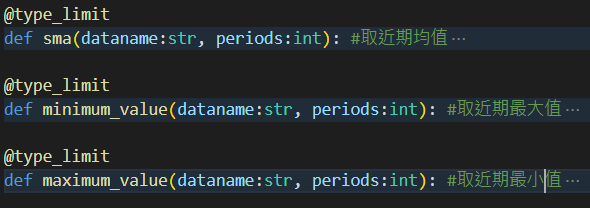 @type_limit
def sma(dataname:str, periods:int): #取近期均值…
@type_limit
def minimum_value(dataname:str, periods:int): #取近期最大值…
@type_limit
def maximum_value(dataname:str, periods:int): #取近期最小值…